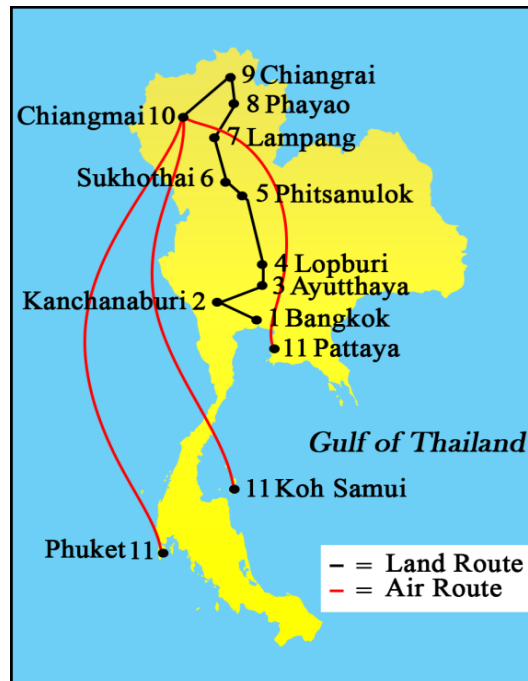 9 Chiangrai
8 Phayao
Chiangmai 10
7 Lampang
Sukhothai 6
5 Phitsanulok
4 Lopburi
3 Ayutthaya
Kanchanaburi 2
1 Bangkok
11 Pattaya
Gulf of Thailand
11 Koh Samui
Phuket 11
– = Land Route
– = Air Route